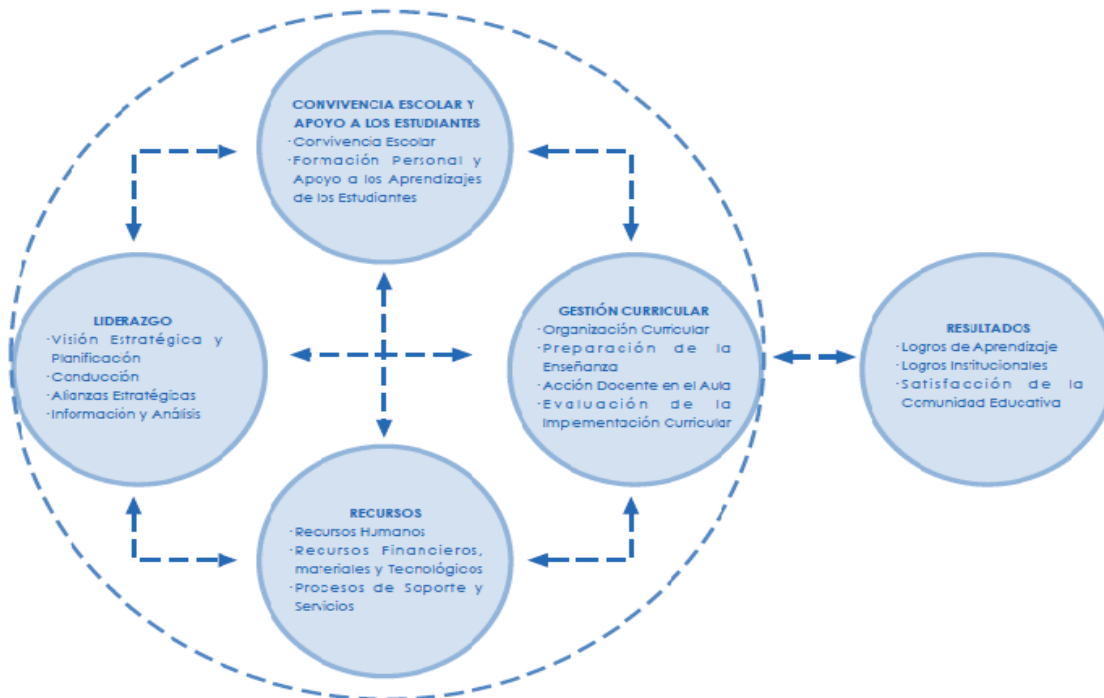 CONVIVENCIA ESCOLAR Y
APOYO A LOS ESTUDIANTES
·Convivencia Escolar
·Formación Personal y
Apoyo a los Aprendizajes
de los Estudiantes
LIDERAZGO
·Visión Estratégica y
Planificación
·Conducción
·Alianzas Estratégicas
·Información y Análisis
GESTIÓN CURRICULAR
·Organización Curricular
·Preparación de la
Enseñanza
·Acción Docente en el Aula
·Evaluación de la
Implementación Curricular
RESULTADOS
·Logros de Aprendizaje
·Logros Institucionales
·Satisfacción de la
Comunidad Educativa
RECURSOS
·Recursos Humanos
·Recursos Financieros,
materiales y Tecnológicos
·Procesos de Soporte y
Servicios